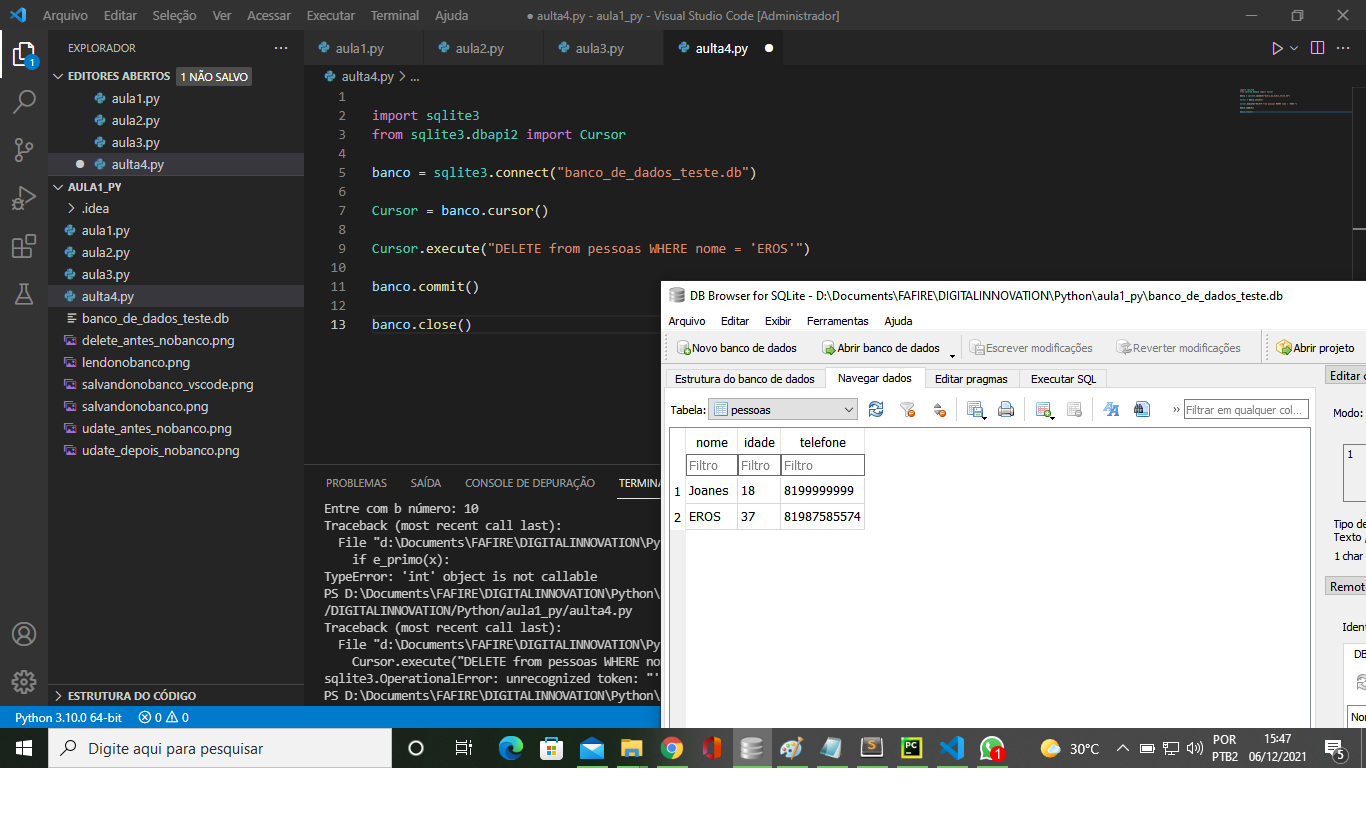 Arquivo Editar Seleção Ver Acessar Executar Terminal Ajuda
● aulta4.py - aula1_py - Visual Studio Code [Administrador]
EXPLORADOR
EDITORES ABERTOS 1 NÃO SALVO
aula1.py
aula2.py
aula3.py
aulta4.py
AULA1_PY
.idea
aula1.py
aula2.py
aula3.py
aulta4.py
banco_de_dados_teste.db
delete_antes_nobanco.png
lendonobanco.png
salvandonobanco_vscode.png
salvandonobanco.png
udate_antes_nobanco.png
udate_depois_nobanco.png
ESTRUTURA DO CÓDIGO
1
aula1.py aula2.py aula3.py aulta4.py
aulta4.py > ...
1
2 import sqlite3
3 from sqlite3.dbapi2 import Cursor
4
5 banco = sqlite3.connect("banco_de_dados_teste.db")
6
7 Cursor = banco.cursor()
8
9 Cursor.execute("DELETE from pessoas WHERE nome = 'EROS'")
10
11 banco.commit()
12
13 banco.close()
PROBLEMAS SAÍDA CONSOLE DE DEPURAÇÃO TERMINA
Entre com b número: 10
Traceback (most recent call last):
File "d:\Documents\FAFIRE\DIGITALINNOVATION\Py
if e_primo(x):
TypeError: 'int' object is not callable
PS D:\Documents\FAFIRE\DIGITALINNOVATION\Python\
/DIGITALINNOVATION/Python/aula1_py/aulta4.py
Traceback (most recent call last):
File "d:\Documents\FAFIRE\DIGITALINNOVATION\Py
Cursor.execute("DELETE from pessoas WHERE no
sqlite3.OperationalError: unrecognized token: "'
PS D:\Documents\FAFIRE\DIGITALINNOVATION\Python\
Python 3.10.0 64-bit 0 0
DB Browser for SQLite - D:\Documents\FAFIRE\DIGITALINNOVATION\Python\aula1_py\banco_de_dados_teste.db
Arquivo Editar Exibir Ferramentas Ajuda
Novo banco de dados Abrir banco de dados Escrever modificações Reverter modificações Abrir projeto
Estrutura do banco de dados Navegar dados Editar pragmas Executar SQL
Tabela: pessoas » Filtrar em qualquer col...
nome idade telefone
Filtro Filtro Filtro
1 Joanes 18 8199999999
2 EROS 37 81987585574
Editar
Modo:
1
Tipo de
Texto
1 char
Remot
Ident
DB
Digite aqui para pesquisar
30°C
POR
PTB2
15:47
06/12/2021
5
1